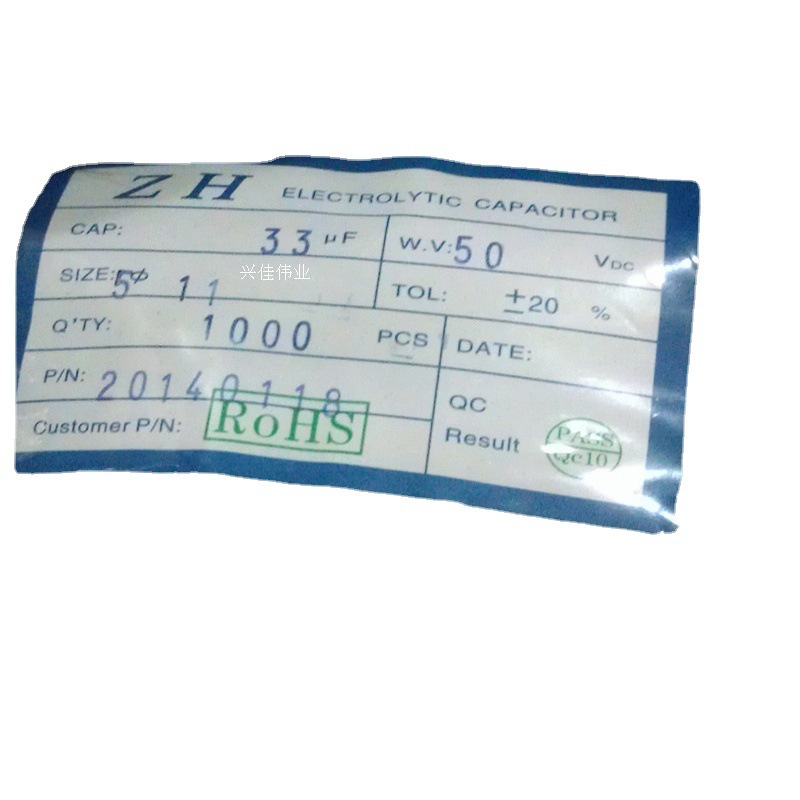 ZH ELECTROLYTIC CAPACITOR
CAP: 33 μF W.V: 50 VDC
SIZE: 5φ 11 TOL: ±20 %
兴佳伟业
Q'TY: 1000 PCS DATE:
P/N: 20140118
Customer P/N: RoHS
QC
Result PASS
Qc10